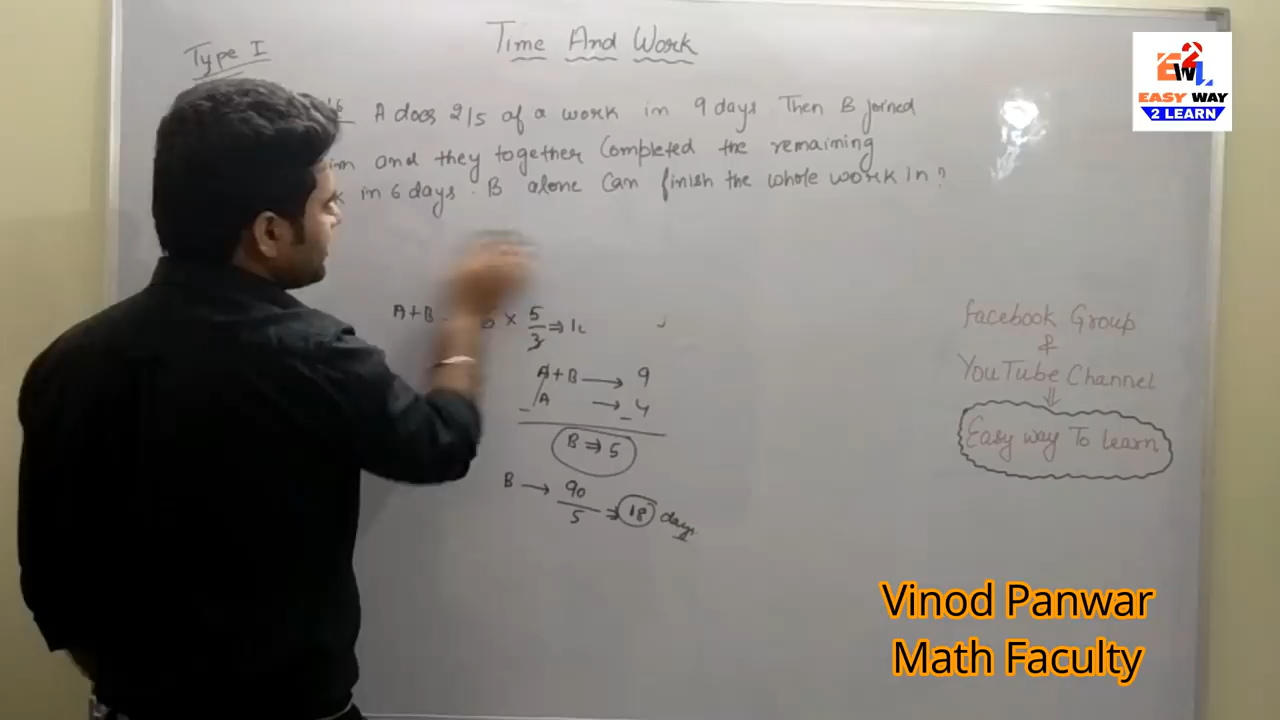 Time And Work
Type I
A does 2/5 of a work in 9 days Then B joined
and they together Completed the remaining
in 6 days. B alone Can finish the whole work In?
A+B
× 5/3 ⇒
A+B → 9
A → 4
B ⇒ 5
B → 90/5 ⇒ 18 days
facebook Group
&
YouTube Channel
Easy way To learn
E2WL
EASY WAY
2 LEARN
Vinod Panwar
Math Faculty